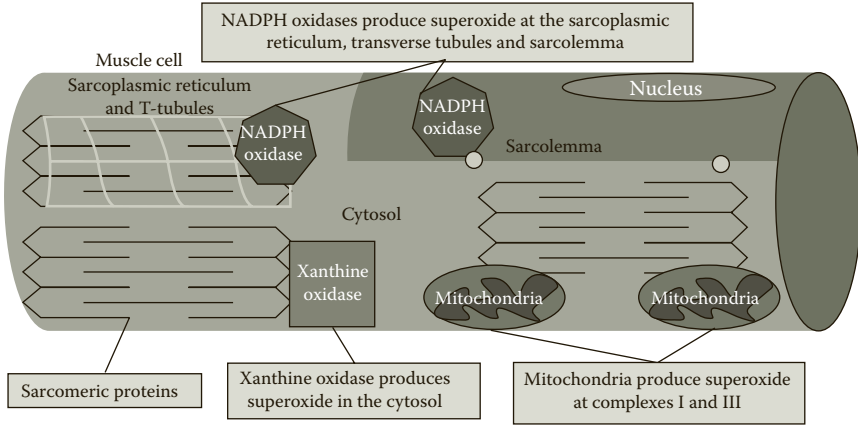 NADPH oxidases produce superoxide at the sarcoplasmic
reticulum, transverse tubules and sarcolemma
Muscle cell
Sarcoplasmic reticulum
and T-tubules
NADPH
oxidase
NADPH
oxidase
Nucleus
Sarcolemma
Cytosol
Xanthine
oxidase
Mitochondria
Mitochondria
Sarcomeric proteins
Xanthine oxidase produces
superoxide in the cytosol
Mitochondria produce superoxide
at complexes I and III